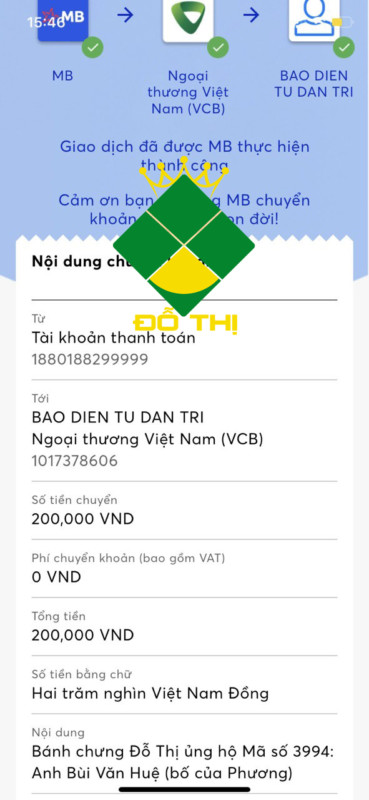 15:46
MB
MB
Ngoại
thương Việt
Nam (VCB)
BAO DIEN
TU DAN TRI
Giao dịch đã được MB thực hiện
thành công
Cảm ơn bạn MB chuyển
khoản đời!
Nội dung
ĐỖ THỊ
Từ
Tài khoản thanh toán
1880188299999
Tới
BAO DIEN TU DAN TRI
Ngoại thương Việt Nam (VCB)
1017378606
Số tiền chuyển
200,000 VND
Phí chuyển khoản (bao gồm VAT)
0 VND
Tổng tiền
200,000 VND
Số tiền bằng chữ
Hai trăm nghìn Việt Nam Đồng
Nội dung
Bánh chưng Đỗ Thị ủng hộ Mã số 3994:
Anh Bùi Văn Huệ (bố của Phương)